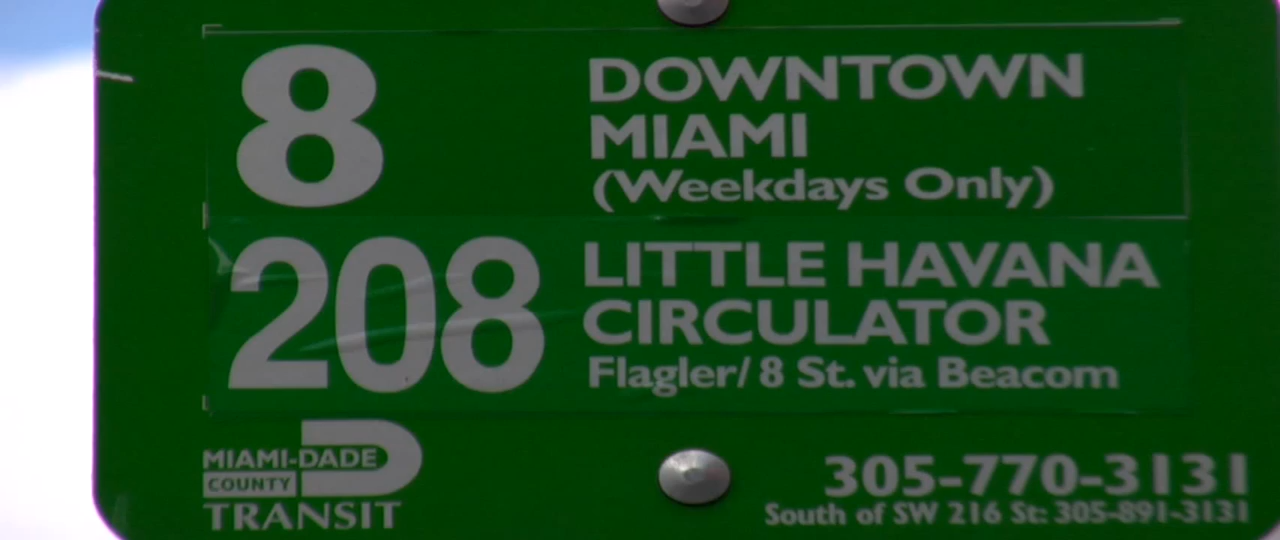 8 DOWNTOWN
MIAMI
(Weekdays Only)
208 LITTLE HAVANA
CIRCULATOR
Flagler/ 8 St. via Beacom
MIAMI-DADE
COUNTY
TRANSIT
305-770-3131
South of SW 216 St: 305-891-3131